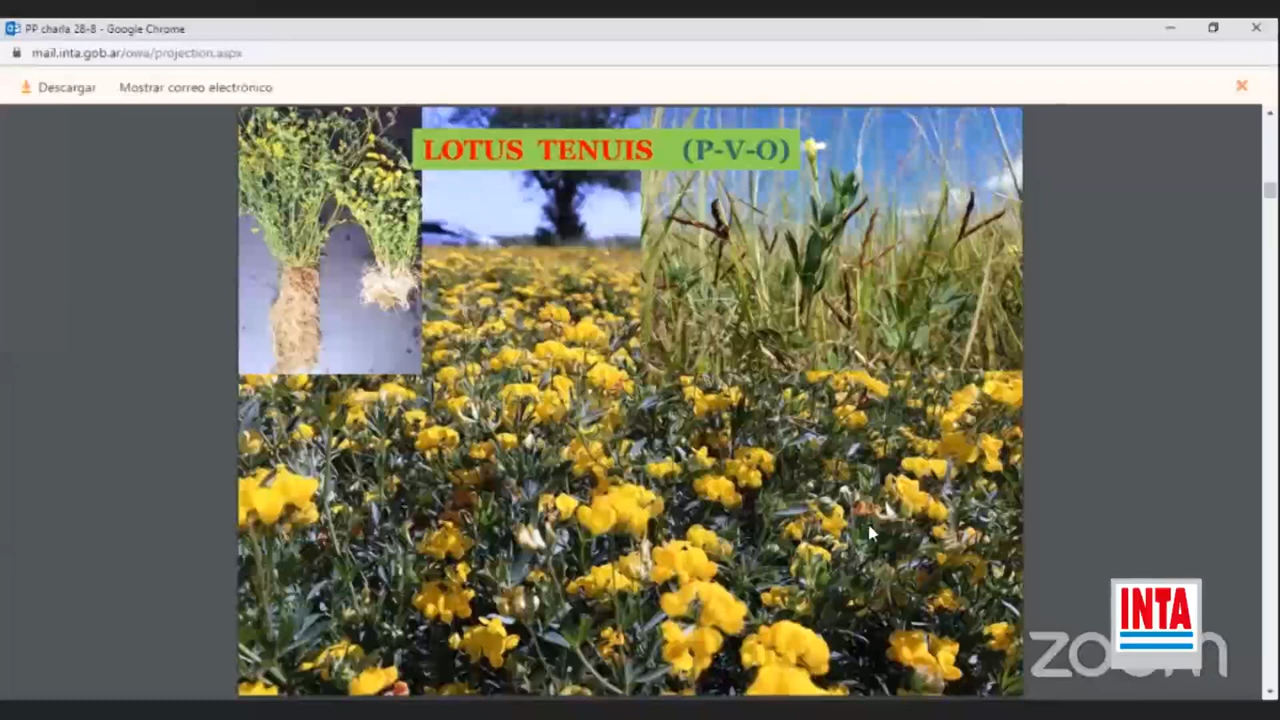 PP charla 28-8 - Google Chrome
mail.inta.gob.ar/owa/projection.aspx
Descargar Mostrar correo electrónico
LOTUS TENUIS (P-V-O)
INTA
zoom